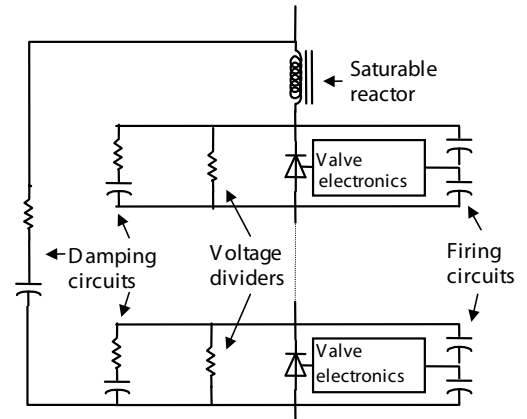 Saturable
reactor
Valve
electronics
Damping
circuits
Voltage
dividers
Firing
circuits
Valve
electronics